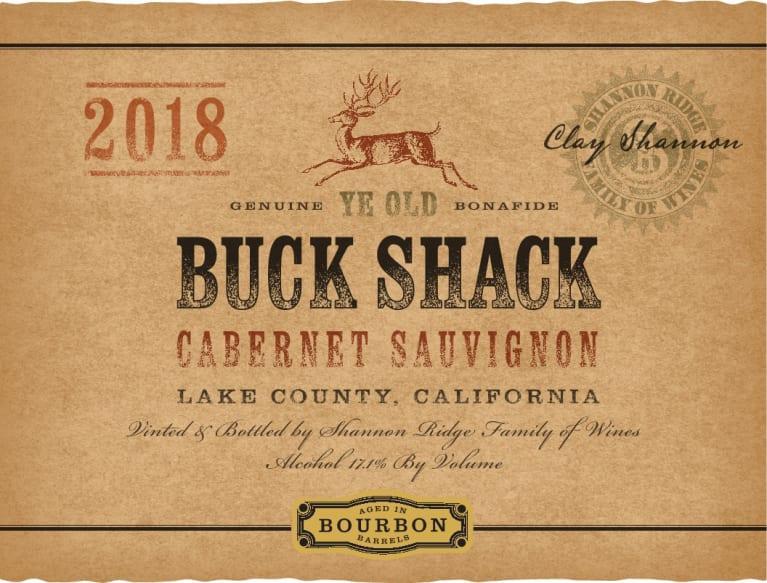 2018
SHANNON RIDGE
FAMILY OF WINES
Clay Shannon
GENUINE YE OLD BONAFIDE
BUCK SHACK
CABERNET SAUVIGNON
LAKE COUNTY, CALIFORNIA
Vinted & Bottled by Shannon Ridge Family of Wines
Alcohol 17.1% By Volume
AGED IN
BOURBON
BARRELS